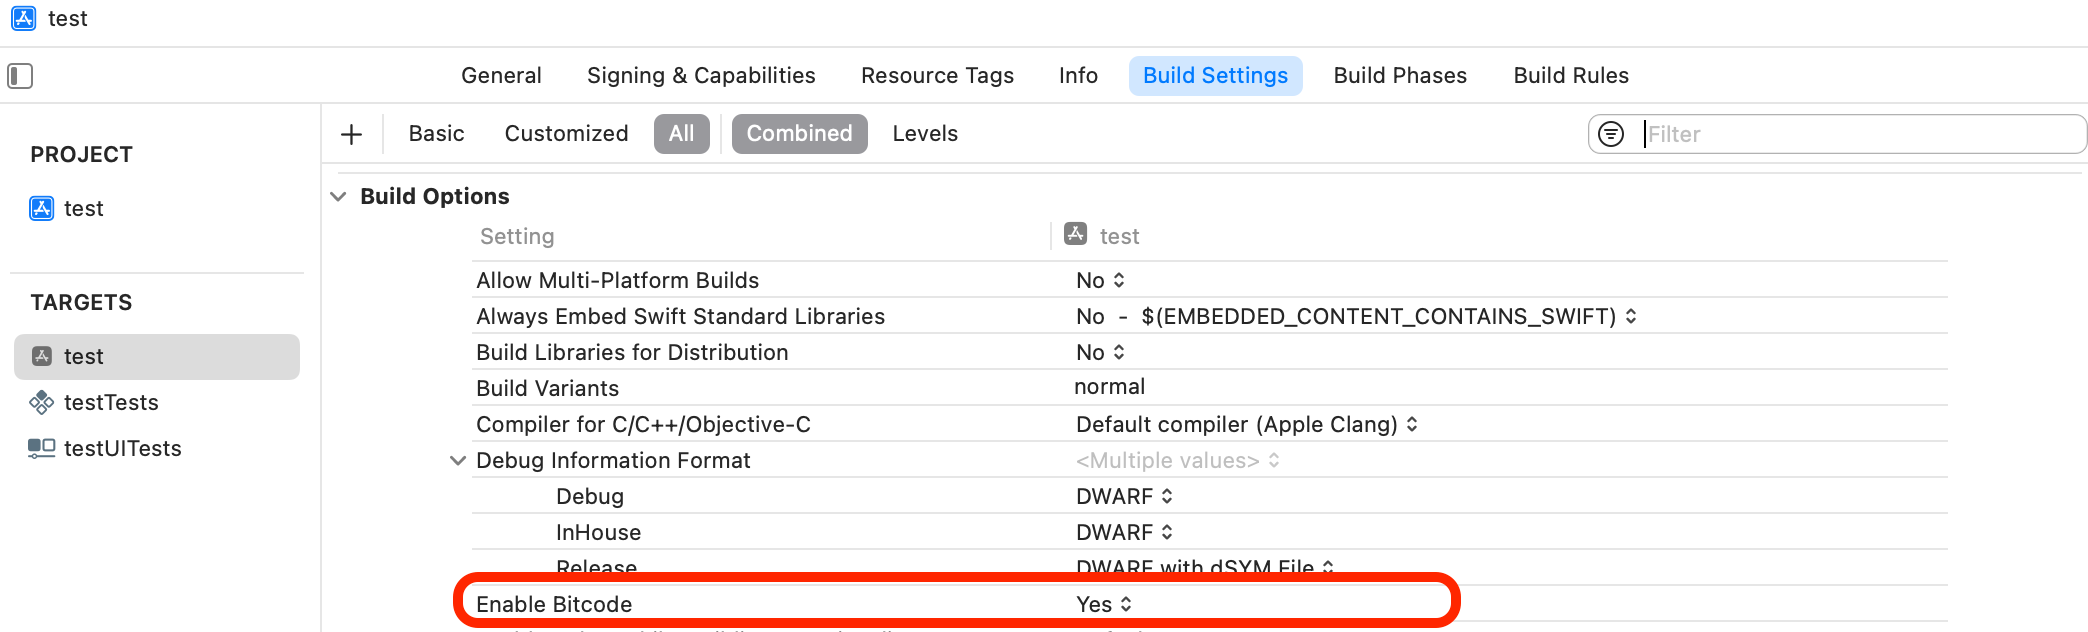 test
General Signing & Capabilities Resource Tags Info Build Settings Build Phases Build Rules
+ Basic Customized All Combined Levels Filter
PROJECT
test
TARGETS
test
testTests
testUITests
Build Options
Setting test
Allow Multi-Platform Builds No
Always Embed Swift Standard Libraries No - $(EMBEDDED_CONTENT_CONTAINS_SWIFT)
Build Libraries for Distribution No
Build Variants normal
Compiler for C/C++/Objective-C Default compiler (Apple Clang)
Debug Information Format <Multiple values>
Debug DWARF
InHouse DWARF
Release DWARF with dSYM File
Enable Bitcode Yes